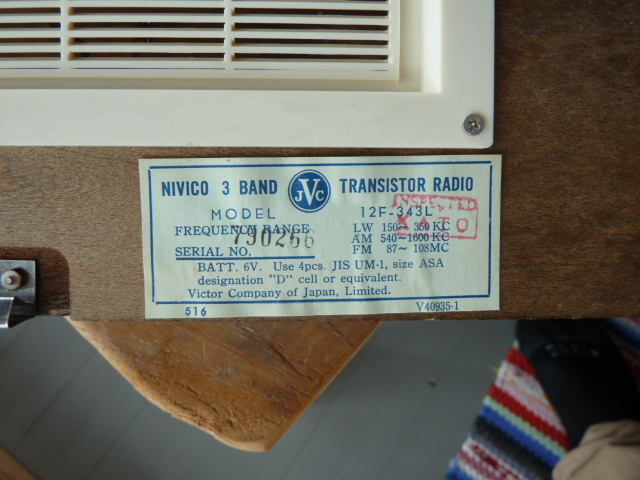 NIVICO 3 BAND JVC TRANSISTOR RADIO
MODEL 12F-343L
INSPECTED
KATO
FREQUENCY RANGE LW 150~ 350 KC
AM 540~1600 KC
FM 87~ 108MC
SERIAL NO. 790266
BATT. 6V. Use 4pcs. JIS UM-1, size ASA
designation "D" cell or equivalent.
Victor Company of Japan, Limited.
516 V40935-1